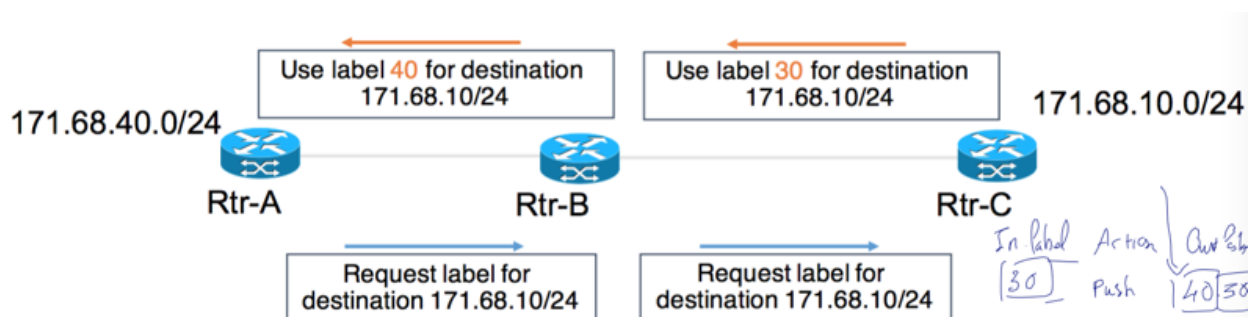 Use label 40 for destination
171.68.10/24
Use label 30 for destination
171.68.10/24
171.68.40.0/24
171.68.10.0/24
Rtr-A
Rtr-B
Rtr-C
Request label for
destination 171.68.10/24
Request label for
destination 171.68.10/24
In label Action Out
30 Push 40 30